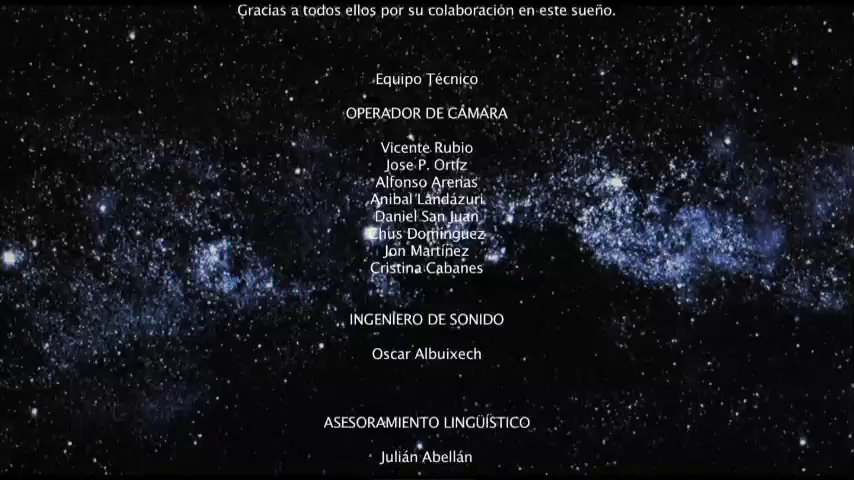 Gracias a todos ellos por su colaboración en este sueño.
Equipo Técnico
OPERADOR DE CÁMARA
Vicente Rubio
Jose P. Ortíz
Alfonso Arenas
Anibal Landázuri
Daniel San Juan
Chus Domínguez
Jon Martínez
Cristina Cabanes
INGENIERO DE SONIDO
Oscar Albuixech
ASESORAMIENTO LINGÜÍSTICO
Julián Abellán